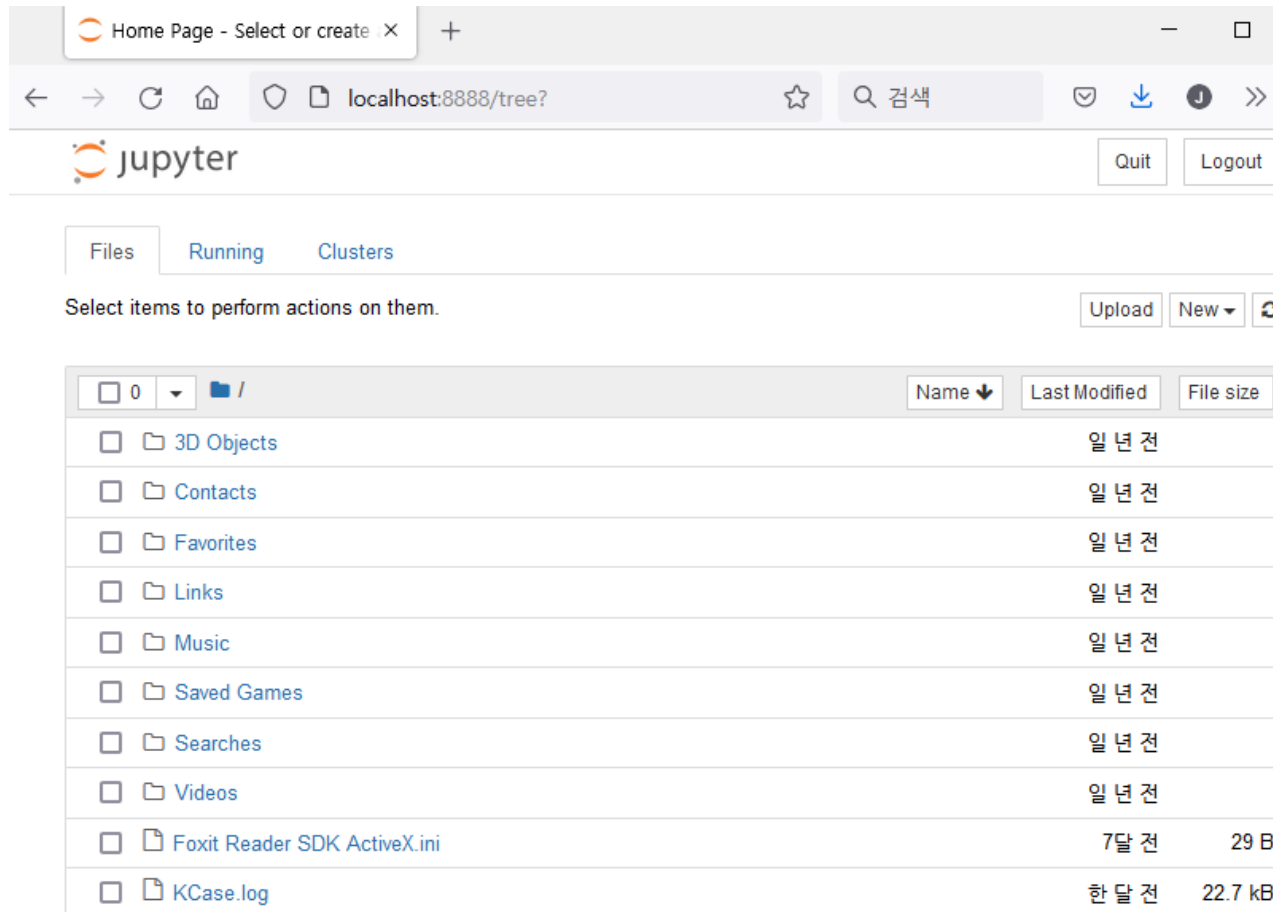 Home Page - Select or create
localhost:8888/tree?
검색
J
jupyter
Quit
Logout
Files
Running
Clusters
Select items to perform actions on them.
Upload
New
0
/
Name
Last Modified
File size
3D Objects 일 년 전
Contacts 일 년 전
Favorites 일 년 전
Links 일 년 전
Music 일 년 전
Saved Games 일 년 전
Searches 일 년 전
Videos 일 년 전
Foxit Reader SDK ActiveX.ini 7달 전 29 B
KCase.log 한 달 전 22.7 kB